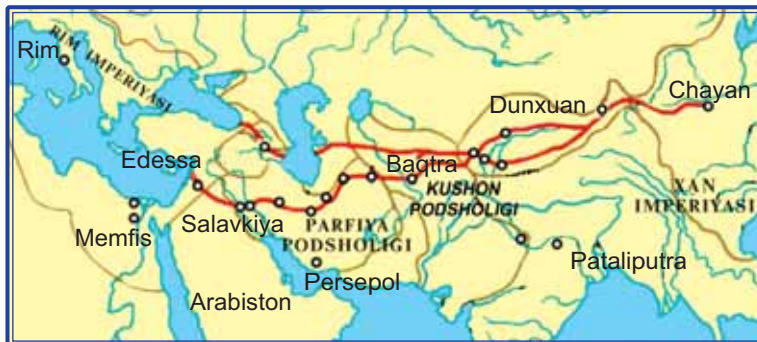 Rim
RIM IMPERIYASI
Dunxuan
Chayan
Edessa
Baqtra
KUSHON
PODSHOLIGI
XAN
IMPERIYASI
Salavkiya
PARFIYA
PODSHOLIGI
Memfis
Pataliputra
Persepol
Arabiston